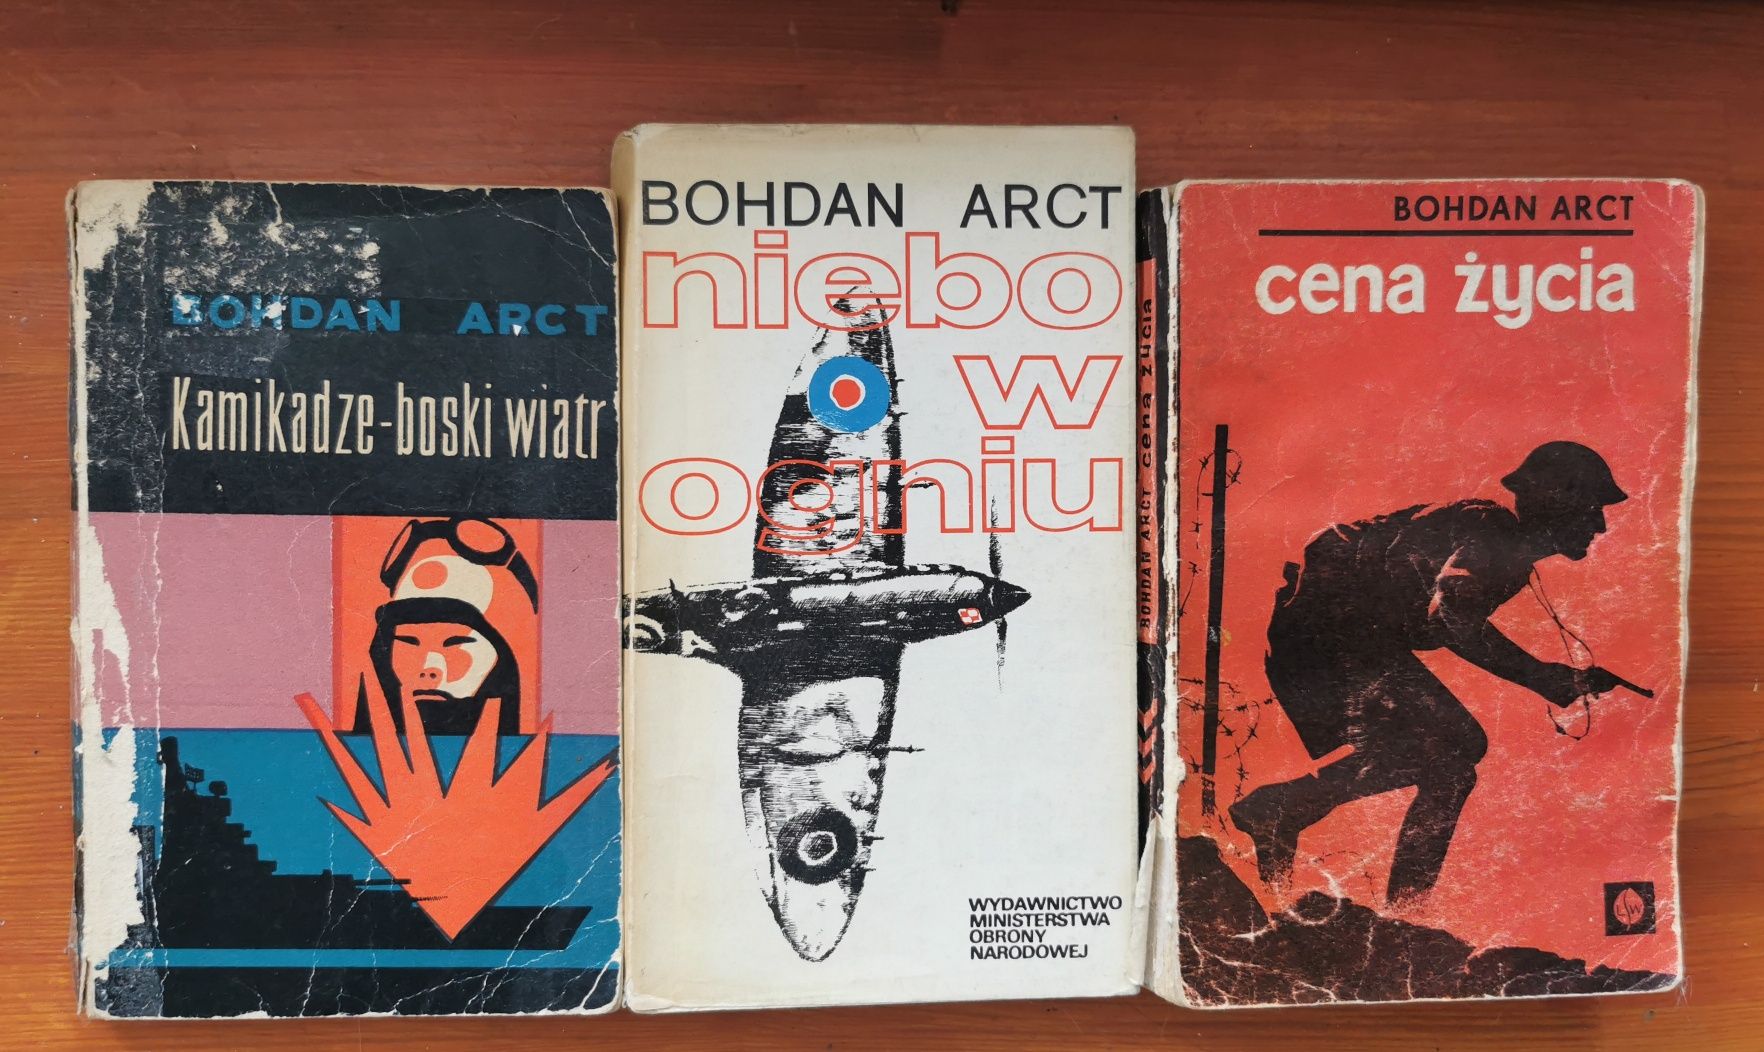 BOHDAN ARCT
Kamikadze-boski wiatr
BOHDAN ARCT
niebo
w
ogniu
WYDAWNICTWO
MINISTERSTWA
OBRONY
NARODOWEJ
BOHDAN ARCT cena życia
BOHDAN ARCT
cena życia
LSW